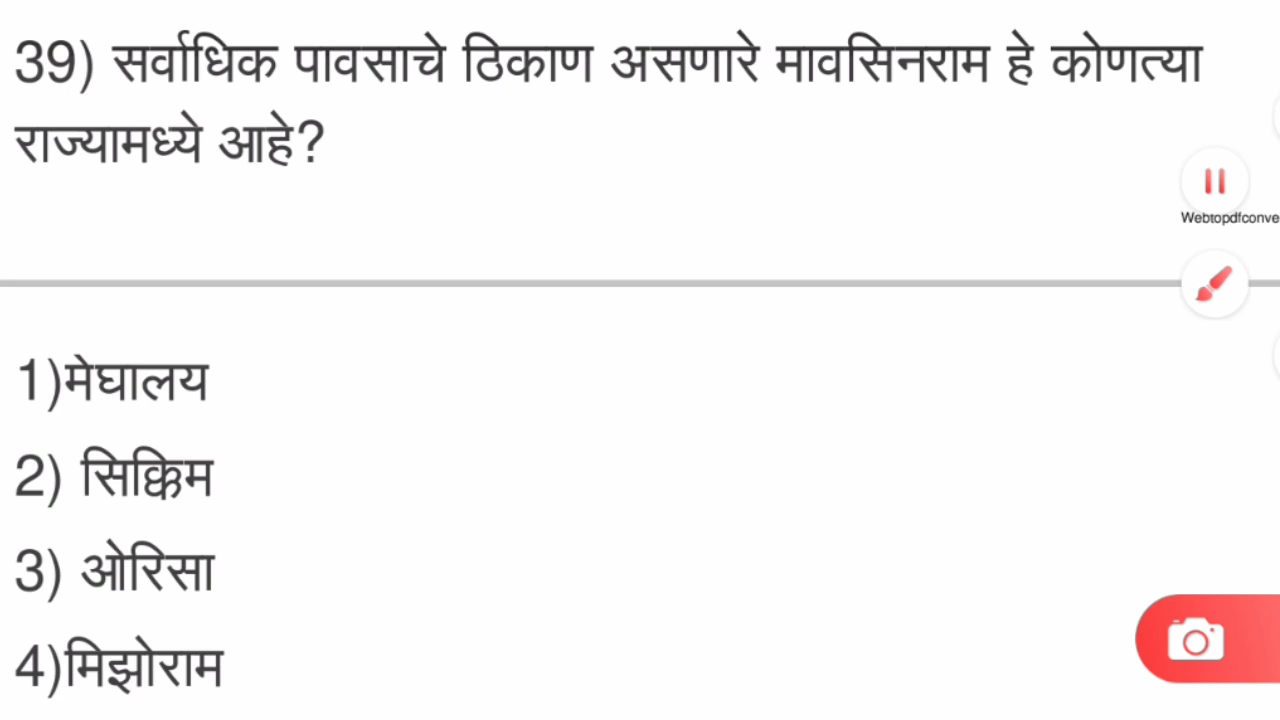 39) सर्वाधिक पावसाचे ठिकाण असणारे मावसिनराम हे कोणत्या
राज्यामध्ये आहे?
Webtopdfconve
1)मेघालय
2) सिक्किम
3) ओरिसा
4)मिझोराम